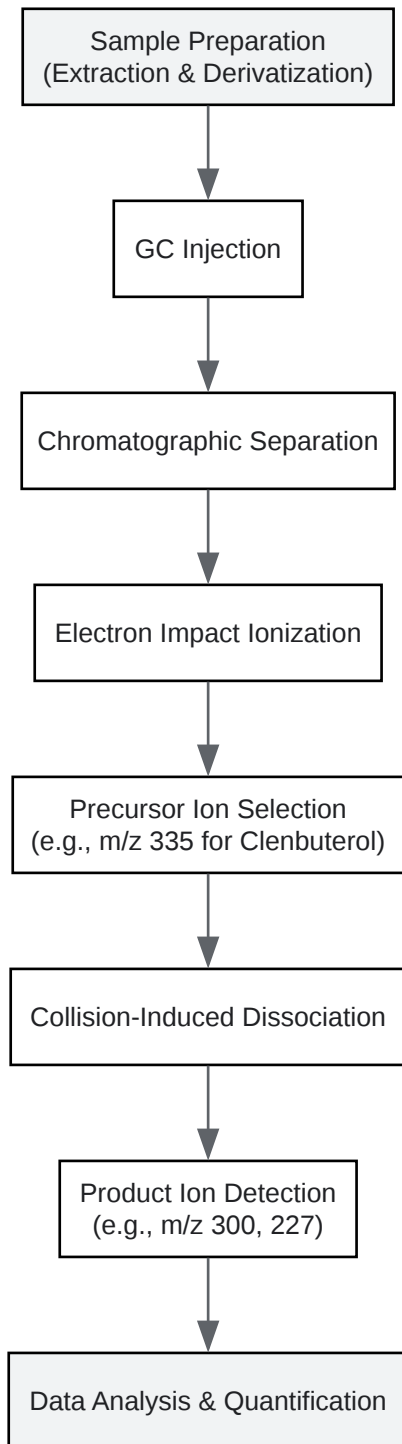 Sample Preparation
(Extraction & Derivatization)
GC Injection
Chromatographic Separation
Electron Impact Ionization
Precursor Ion Selection
(e.g., m/z 335 for Clenbuterol)
Collision-Induced Dissociation
Product Ion Detection
(e.g., m/z 300, 227)
Data Analysis & Quantification